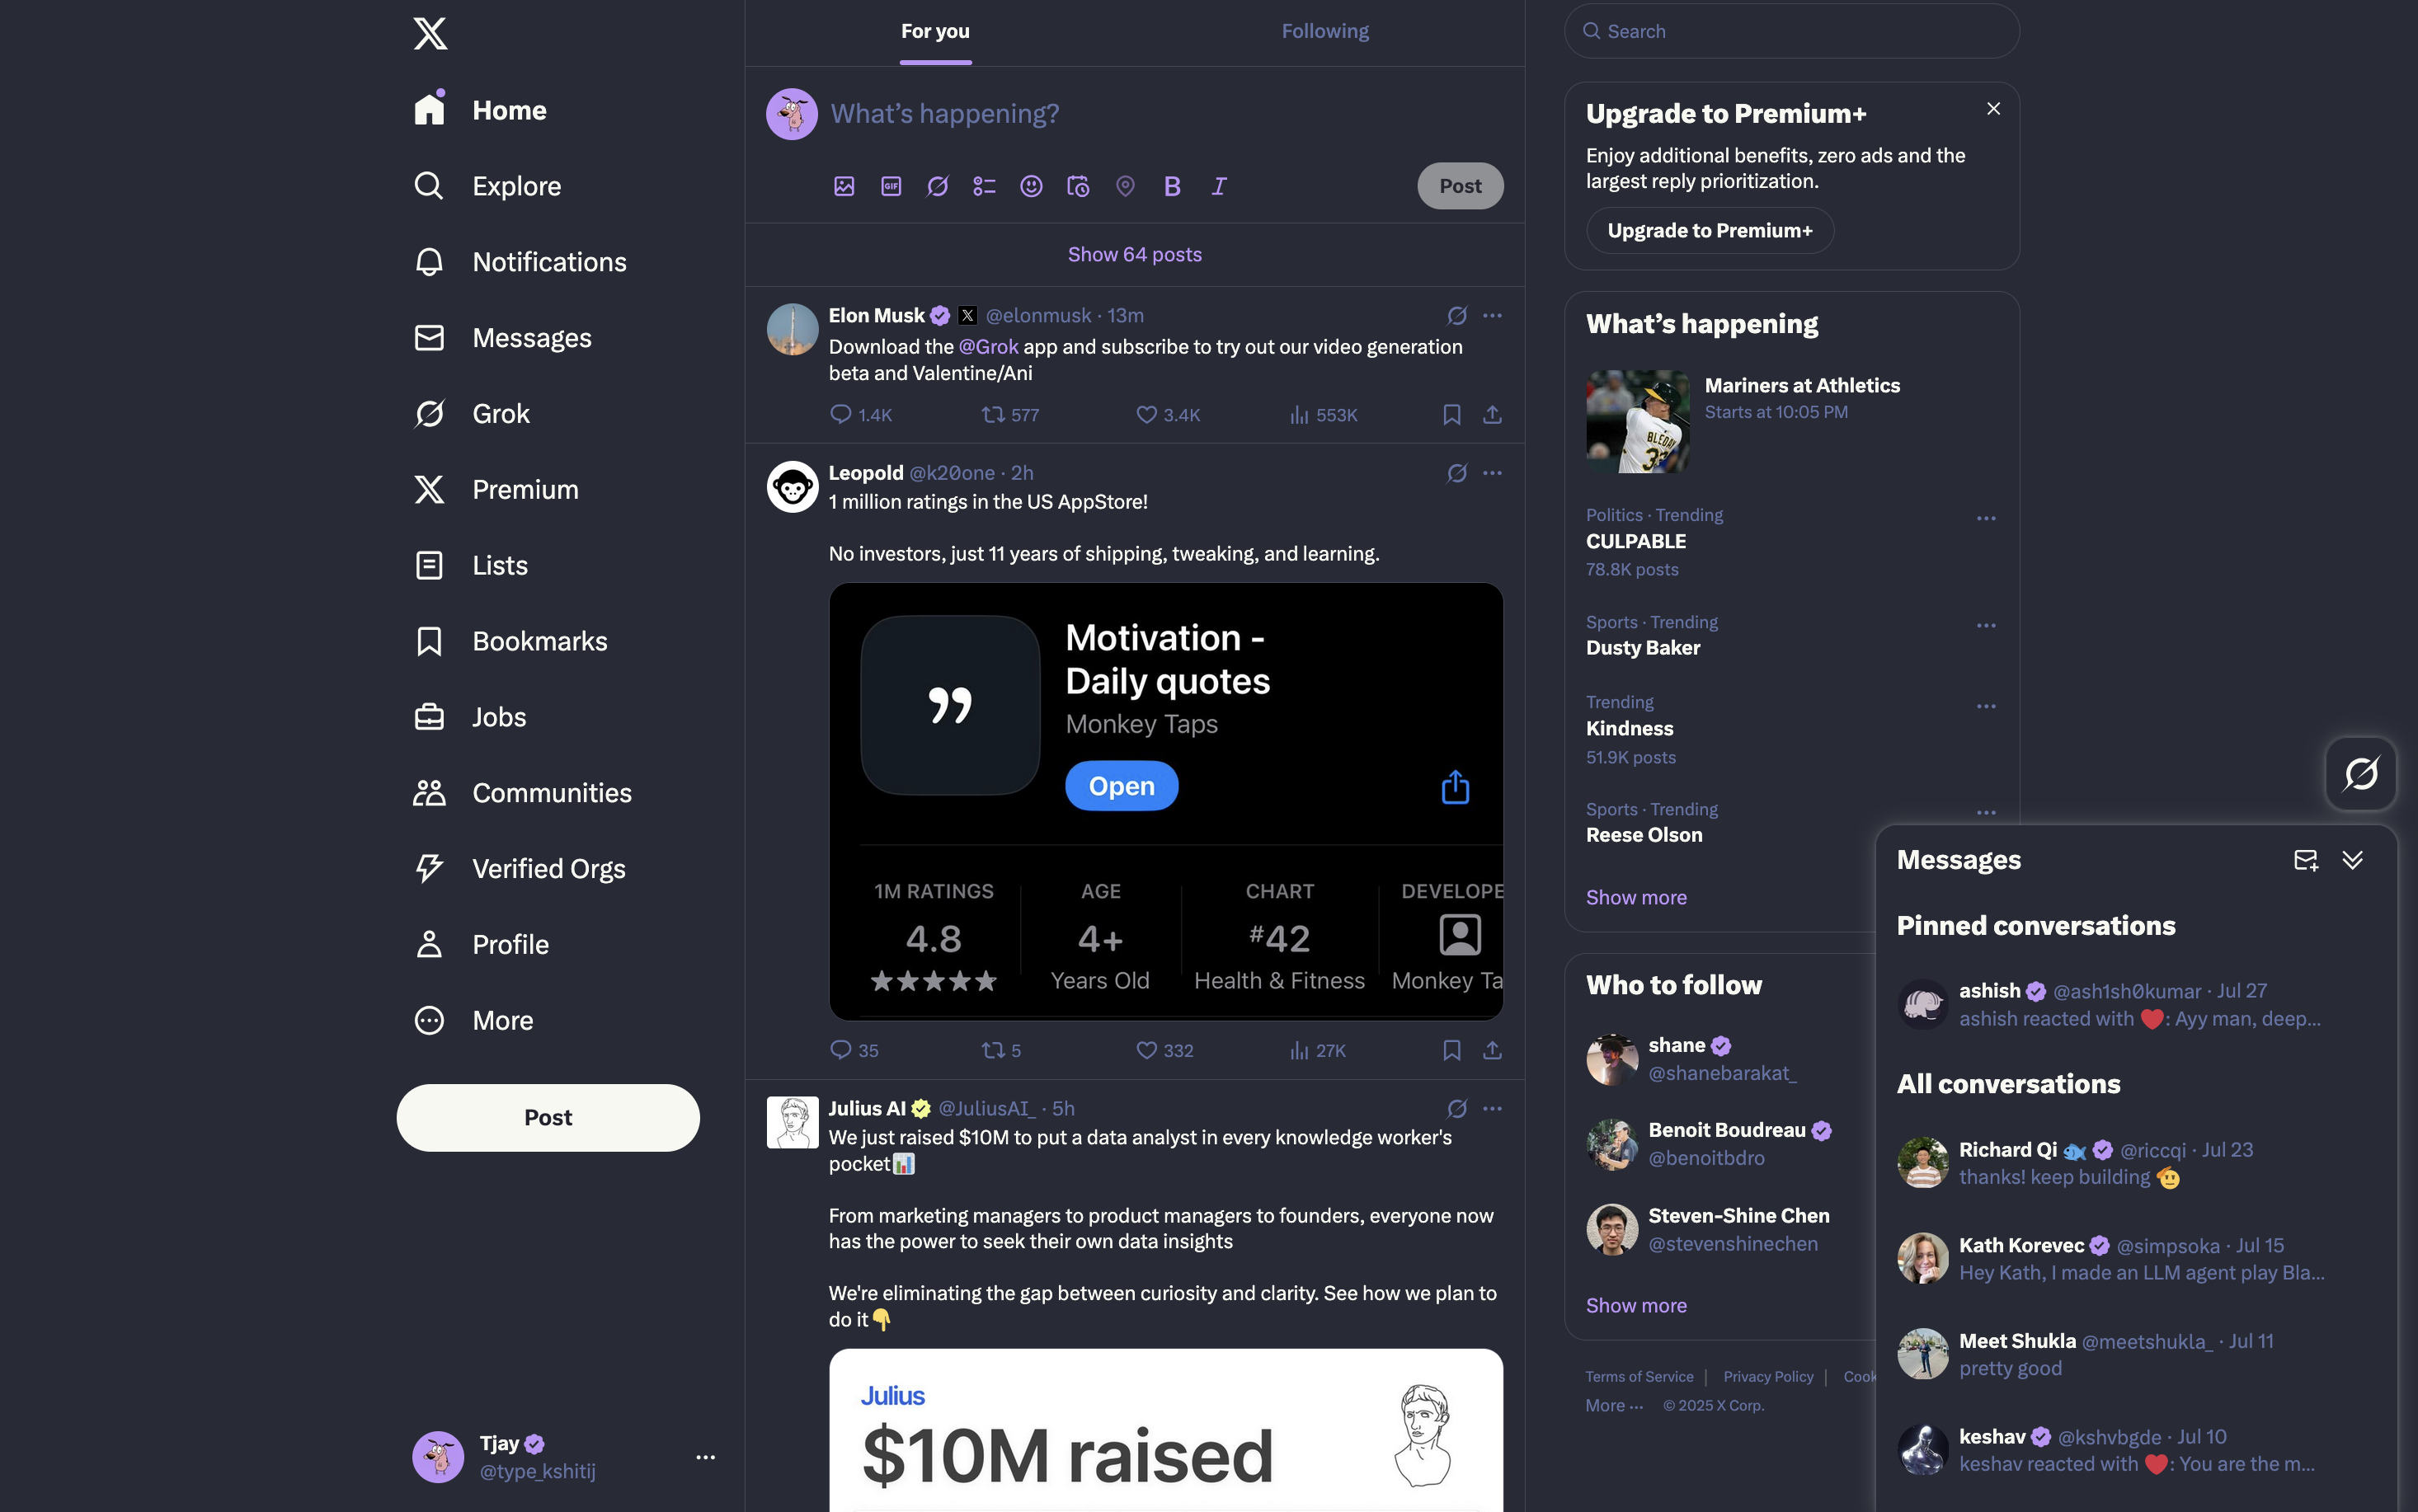 Home
Explore
Notifications
Messages
Grok
Premium
Lists
Bookmarks
Jobs
Communities
Verified Orgs
Profile
More
Post
Tjay
@type_kshitij
For you
Following
What's happening?
GIF
B I
Post
Show 64 posts
Elon Musk @elonmusk · 13m
Download the @Grok app and subscribe to try out our video generation
beta and Valentine/Ani
1.4K 577 3.4K 553K
Leopold @k20one · 2h
1 million ratings in the US AppStore!
No investors, just 11 years of shipping, tweaking, and learning.
Motivation -
Daily quotes
Monkey Taps
Open
1M RATINGS AGE CHART DEVELOPE
4.8 4+ #42
★★★★★ Years Old Health & Fitness Monkey Ta
35 5 332 27K
Julius AI @JuliusAI_ · 5h
We just raised $10M to put a data analyst in every knowledge worker's
pocket📊
From marketing managers to product managers to founders, everyone now
has the power to seek their own data insights
We're eliminating the gap between curiosity and clarity. See how we plan to
do it👇
Julius
$10M raised
Search
Upgrade to Premium+
Enjoy additional benefits, zero ads and the
largest reply prioritization.
Upgrade to Premium+
What's happening
Mariners at Athletics
Starts at 10:05 PM
BLEDAY
Politics · Trending
CULPABLE
78.8K posts
Sports · Trending
Dusty Baker
Trending
Kindness
51.9K posts
Sports · Trending
Reese Olson
Show more
Who to follow
shane
@shanebarakat_
Benoit Boudreau
@benoitbdro
Steven-Shine Chen
@stevenshinechen
Show more
Terms of Service | Privacy Policy | Cook
More ··· © 2025 X Corp.
Messages
Pinned conversations
ashish @ash1sh0kumar · Jul 27
ashish reacted with ❤️: Ayy man, deep...
All conversations
Richard Qi 🐟 @riccqi · Jul 23
thanks! keep building 🫡
Kath Korevec @simpsoka · Jul 15
Hey Kath, I made an LLM agent play Bla...
Meet Shukla @meetshukla_ · Jul 11
pretty good
keshav @kshvbgde · Jul 10
keshav reacted with ❤️: You are the m...